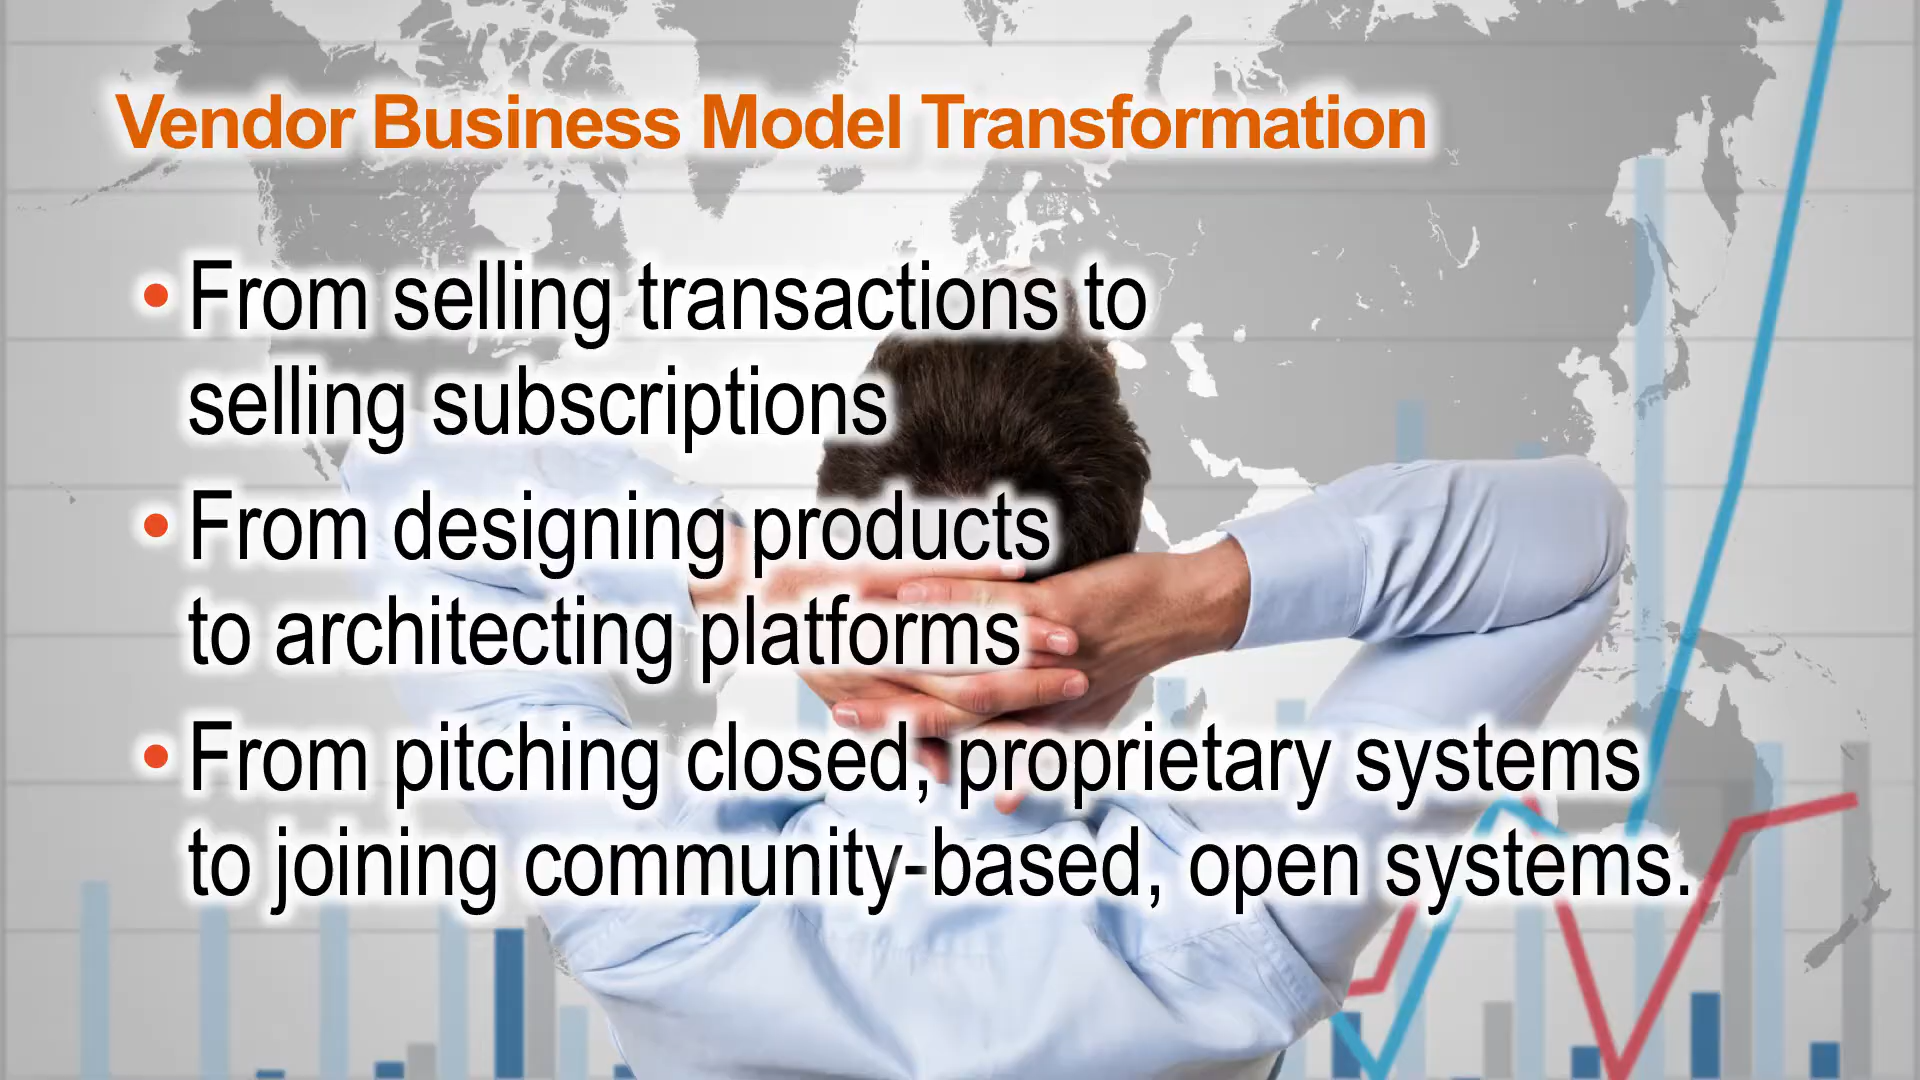 Vendor Business Model Transformation
• From selling transactions to
selling subscriptions
• From designing products
to architecting platforms
• From pitching closed, proprietary systems
to joining community-based, open systems.